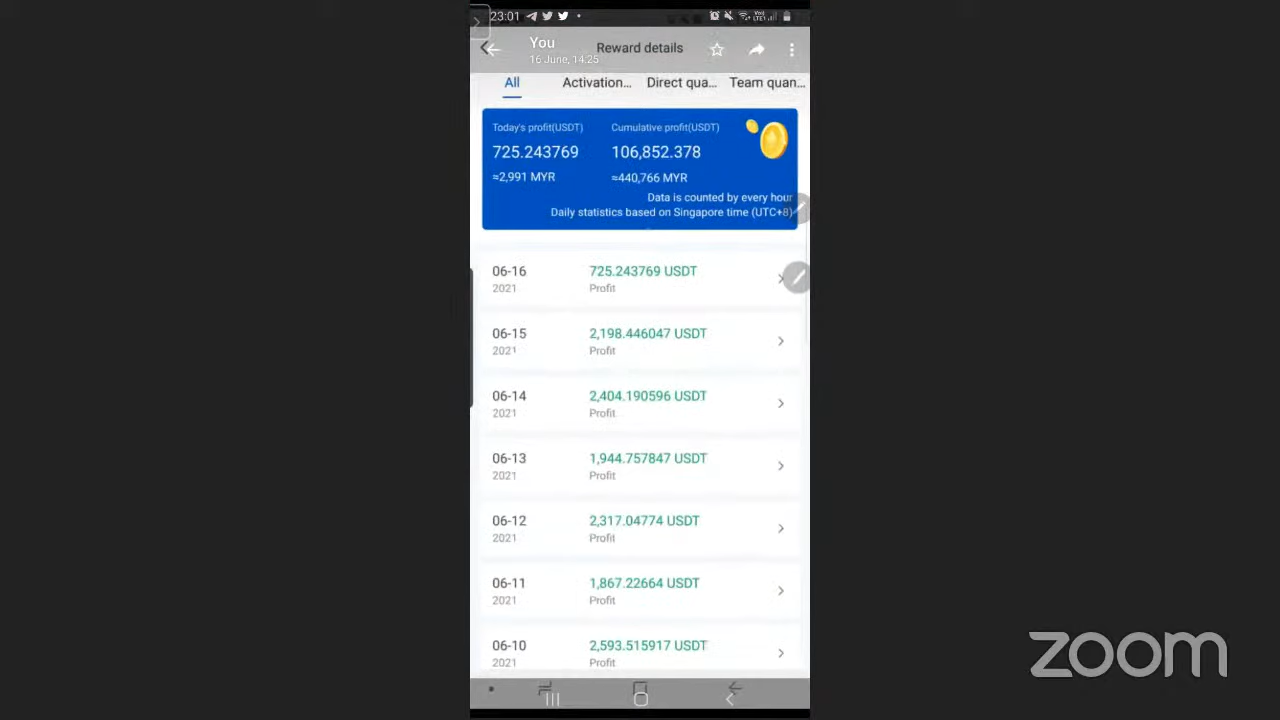 23:01
You
Reward details
16 June, 14:25
All Activation... Direct qua... Team quan...
Today's profit(USDT) Cumulative profit(USDT)
725.243769 106,852.378
≈2,991 MYR ≈440,766 MYR
Data is counted by every hour
Daily statistics based on Singapore time (UTC+8)
06-16 725.243769 USDT
2021 Profit
06-15 2,198.446047 USDT
2021 Profit
06-14 2,404.190596 USDT
2021 Profit
06-13 1,944.757847 USDT
2021 Profit
06-12 2,317.04774 USDT
2021 Profit
06-11 1,867.22664 USDT
2021 Profit
06-10 2,593.515917 USDT
2021 Profit
zoom